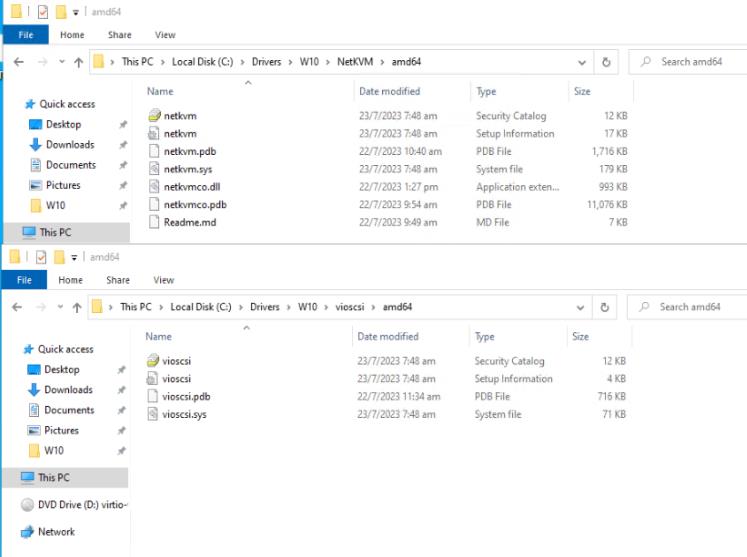 amd64
File Home Share View
This PC Local Disk (C:) Drivers W10 NetKVM amd64 Search amd64
Name Date modified Type Size
Quick access
Desktop
Downloads
Documents
Pictures
W10
This PC
netkvm 23/7/2023 7:48 am Security Catalog 12 KB
netkvm 23/7/2023 7:48 am Setup Information 17 KB
netkvm.pdb 22/7/2023 10:40 am PDB File 1,716 KB
netkvm.sys 23/7/2023 7:48 am System file 179 KB
netkvmco.dll 22/7/2023 1:27 pm Application exten... 993 KB
netkvmco.pdb 22/7/2023 9:54 am PDB File 11,076 KB
Readme.md 22/7/2023 9:49 am MD File 7 KB
amd64
File Home Share View
This PC Local Disk (C:) Drivers W10 vioscsi amd64 Search amd64
Name Date modified Type Size
Quick access
Desktop
Downloads
Documents
Pictures
W10
This PC
DVD Drive (D:) virtio-
Network
vioscsi 23/7/2023 7:48 am Security Catalog 12 KB
vioscsi 23/7/2023 7:48 am Setup Information 4 KB
vioscsi.pdb 22/7/2023 11:34 am PDB File 716 KB
vioscsi.sys 23/7/2023 7:48 am System file 71 KB